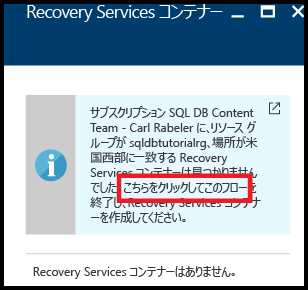 Recovery Services コンテナー
サブスクリプション SQL DB Content
Team - Carl Rabeler に、リソース グ
ループが sqldbtutorialrg、場所が米
国西部に一致する Recovery
Services コンテナーは見つかりませ
んでした。こちらをクリックしてこのフローを
終了し、Recovery Services コンテナ
ーを作成してください。
Recovery Services コンテナーはありません。